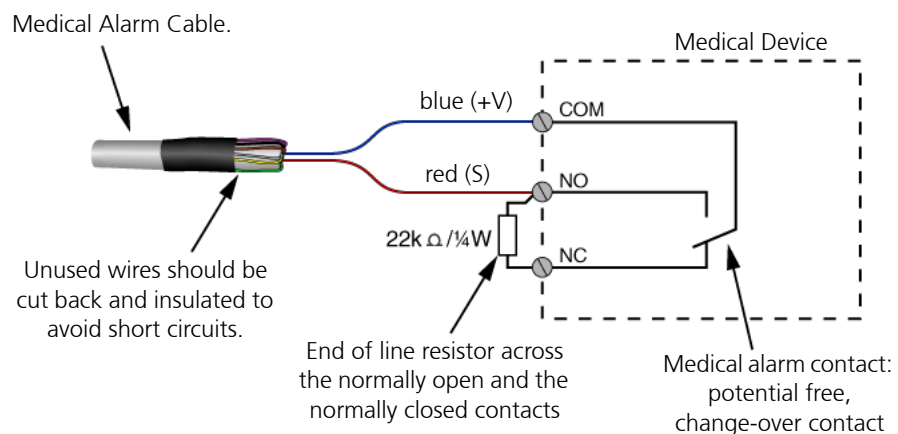 Medical Alarm Cable.
Medical Device
blue (+V)
COM
red (S)
NO
22k Ω/¼W
NC
Unused wires should be
cut back and insulated to
avoid short circuits.
End of line resistor across
the normally open and the
normally closed contacts
Medical alarm contact:
potential free,
change-over contact